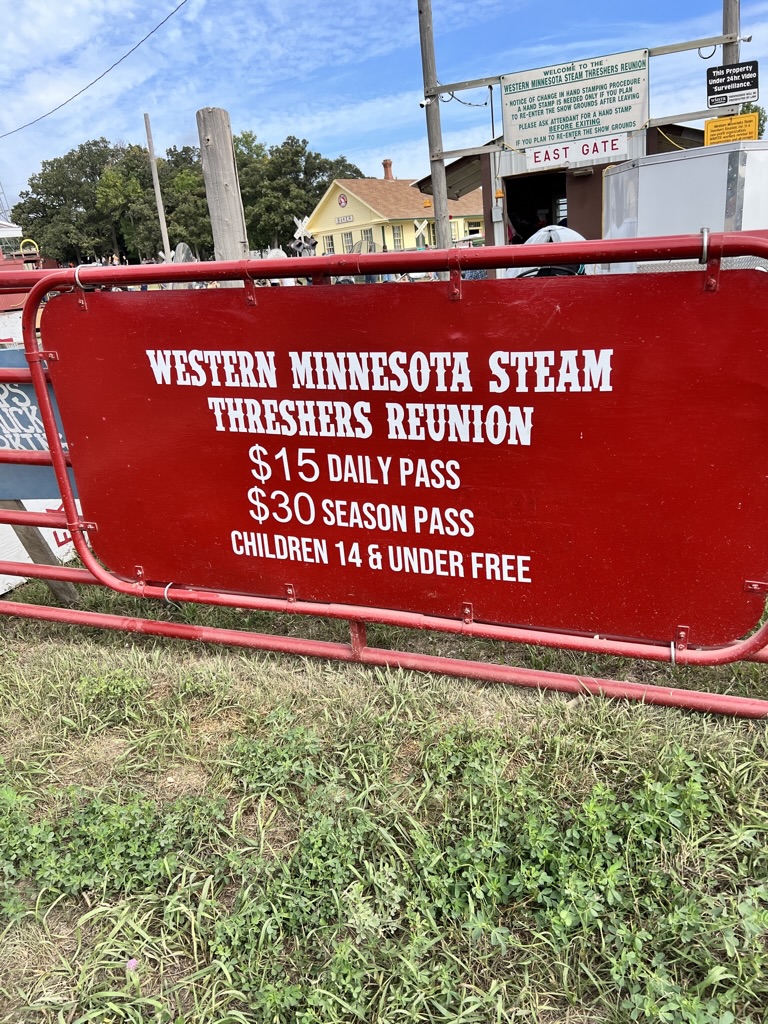 WELCOME TO THE
WESTERN MINNESOTA STEAM THRESHERS REUNION
• NOTICE OF CHANGE IN HAND STAMPING PROCEDURE •
A HAND STAMP IS NEEDED ONLY IF YOU PLAN
TO RE-ENTER THE SHOW GROUNDS AFTER LEAVING
PLEASE ASK ATTENDANT FOR A HAND STAMP
BEFORE EXITING
IF YOU PLAN TO RE-ENTER THE SHOW GROUNDS
EAST GATE
This Property
Under 24hr. Video
Surveillance.
BAKER
WESTERN MINNESOTA STEAM
THRESHERS REUNION
$15 DAILY PASS
$30 SEASON PASS
CHILDREN 14 & UNDER FREE